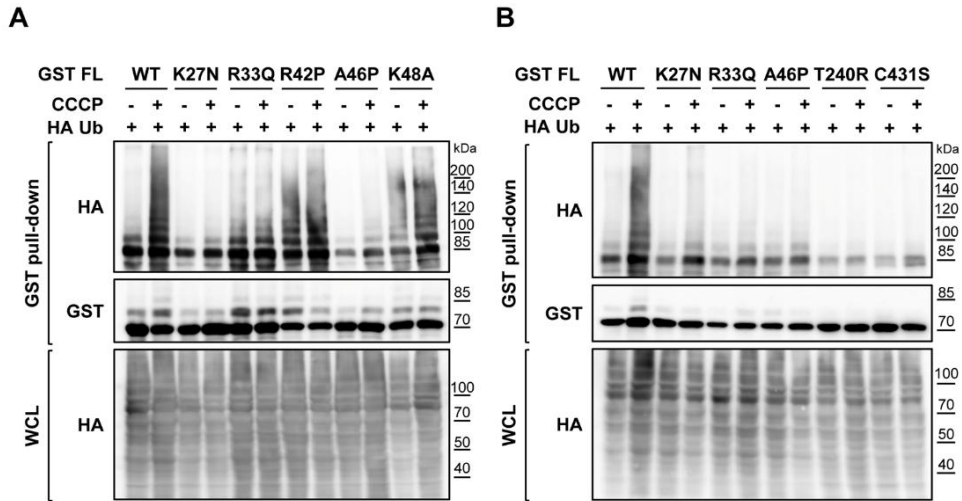 A
GST FL WT K27N R33Q R42P A46P K48A
CCCP - + - + - + - + - + - +
HA Ub + + + + + + + + + + + +
kDa
GST pull-down
HA
200
140
120
100
85
GST
85
70
WCL
HA
100
70
50
40
B
GST FL WT K27N R33Q A46P T240R C431S
CCCP - + - + - + - + - + - +
HA Ub + + + + + + + + + + + +
kDa
GST pull-down
HA
200
140
120
100
85
GST
85
70
WCL
HA
100
70
50
40